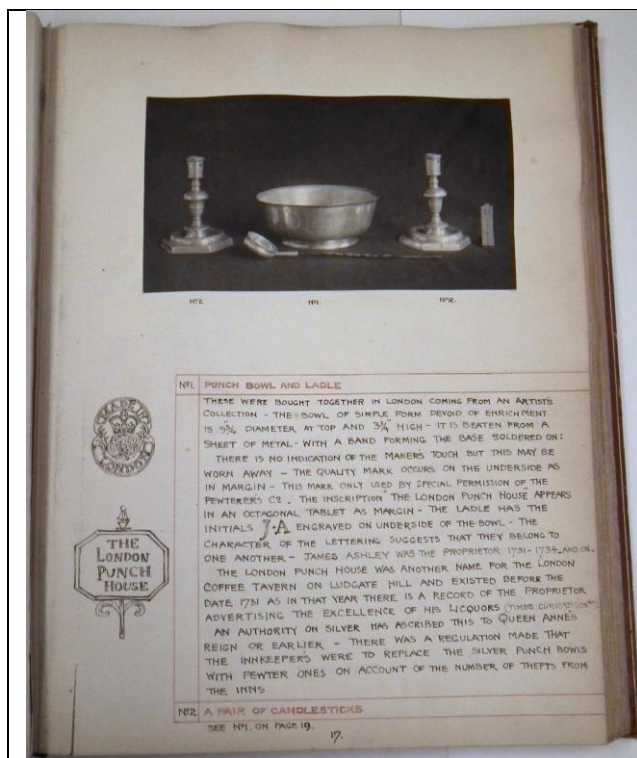 Nº2
Nº1.
Nº2.
Nº1. PUNCH BOWL AND LADLE
THESE WERE BOUGHT TOGETHER IN LONDON COMING FROM AN ARTIST'S
COLLECTION - THE BOWL OF SIMPLE FORM DEVOID OF ENRICHMENT
IS 9¾" DIAMETER AT TOP AND 3¾" HIGH - IT IS BEATEN FROM A
SHEET OF METAL - WITH A BAND FORMING THE BASE SOLDERED ON:
THERE IS NO INDICATION OF THE MAKERS TOUCH BUT THIS MAY BE
WORN AWAY - THE QUALITY MARK OCCURS ON THE UNDERSIDE AS
IN MARGIN - THIS MARK ONLY USED BY SPECIAL PERMISSION OF THE
PEWTERER'S Cº. THE INSCRIPTION "THE LONDON PUNCH HOUSE" APPEARS
IN AN OCTAGONAL TABLET AS MARGIN - THE LADLE HAS THE
INITIALS J·A ENGRAVED ON UNDERSIDE OF THE BOWL - THE
CHARACTER OF THE LETTERING SUGGESTS THAT THEY BELONG TO
ONE ANOTHER - JAMES ASHLEY WAS THE PROPRIETOR 1731-1734. AND ON.
THE LONDON PUNCH HOUSE WAS ANOTHER NAME FOR THE LONDON
COFFEE TAVERN ON LUDGATE HILL AND EXISTED BEFORE THE
DATE 1731 AS IN THAT YEAR THERE IS A RECORD OF THE PROPRIETOR
ADVERTISING THE EXCELLENCE OF HIS LICQUORS
AN AUTHORITY ON SILVER HAS ASCRIBED THIS TO QUEEN ANNE'S
REIGN OR EARLIER - THERE WAS A REGULATION MADE THAT
THE INNKEEPERS WERE TO REPLACE THE SILVER PUNCH BOWLS
WITH PEWTER ONES ON ACCOUNT OF THE NUMBER OF THEFTS FROM
THE INNS
MADE IN
LONDON
THE
LONDON
PUNCH
HOUSE
Nº2 A PAIR OF CANDLESTICKS
SEE Nº1. ON PAGE 19.
17.